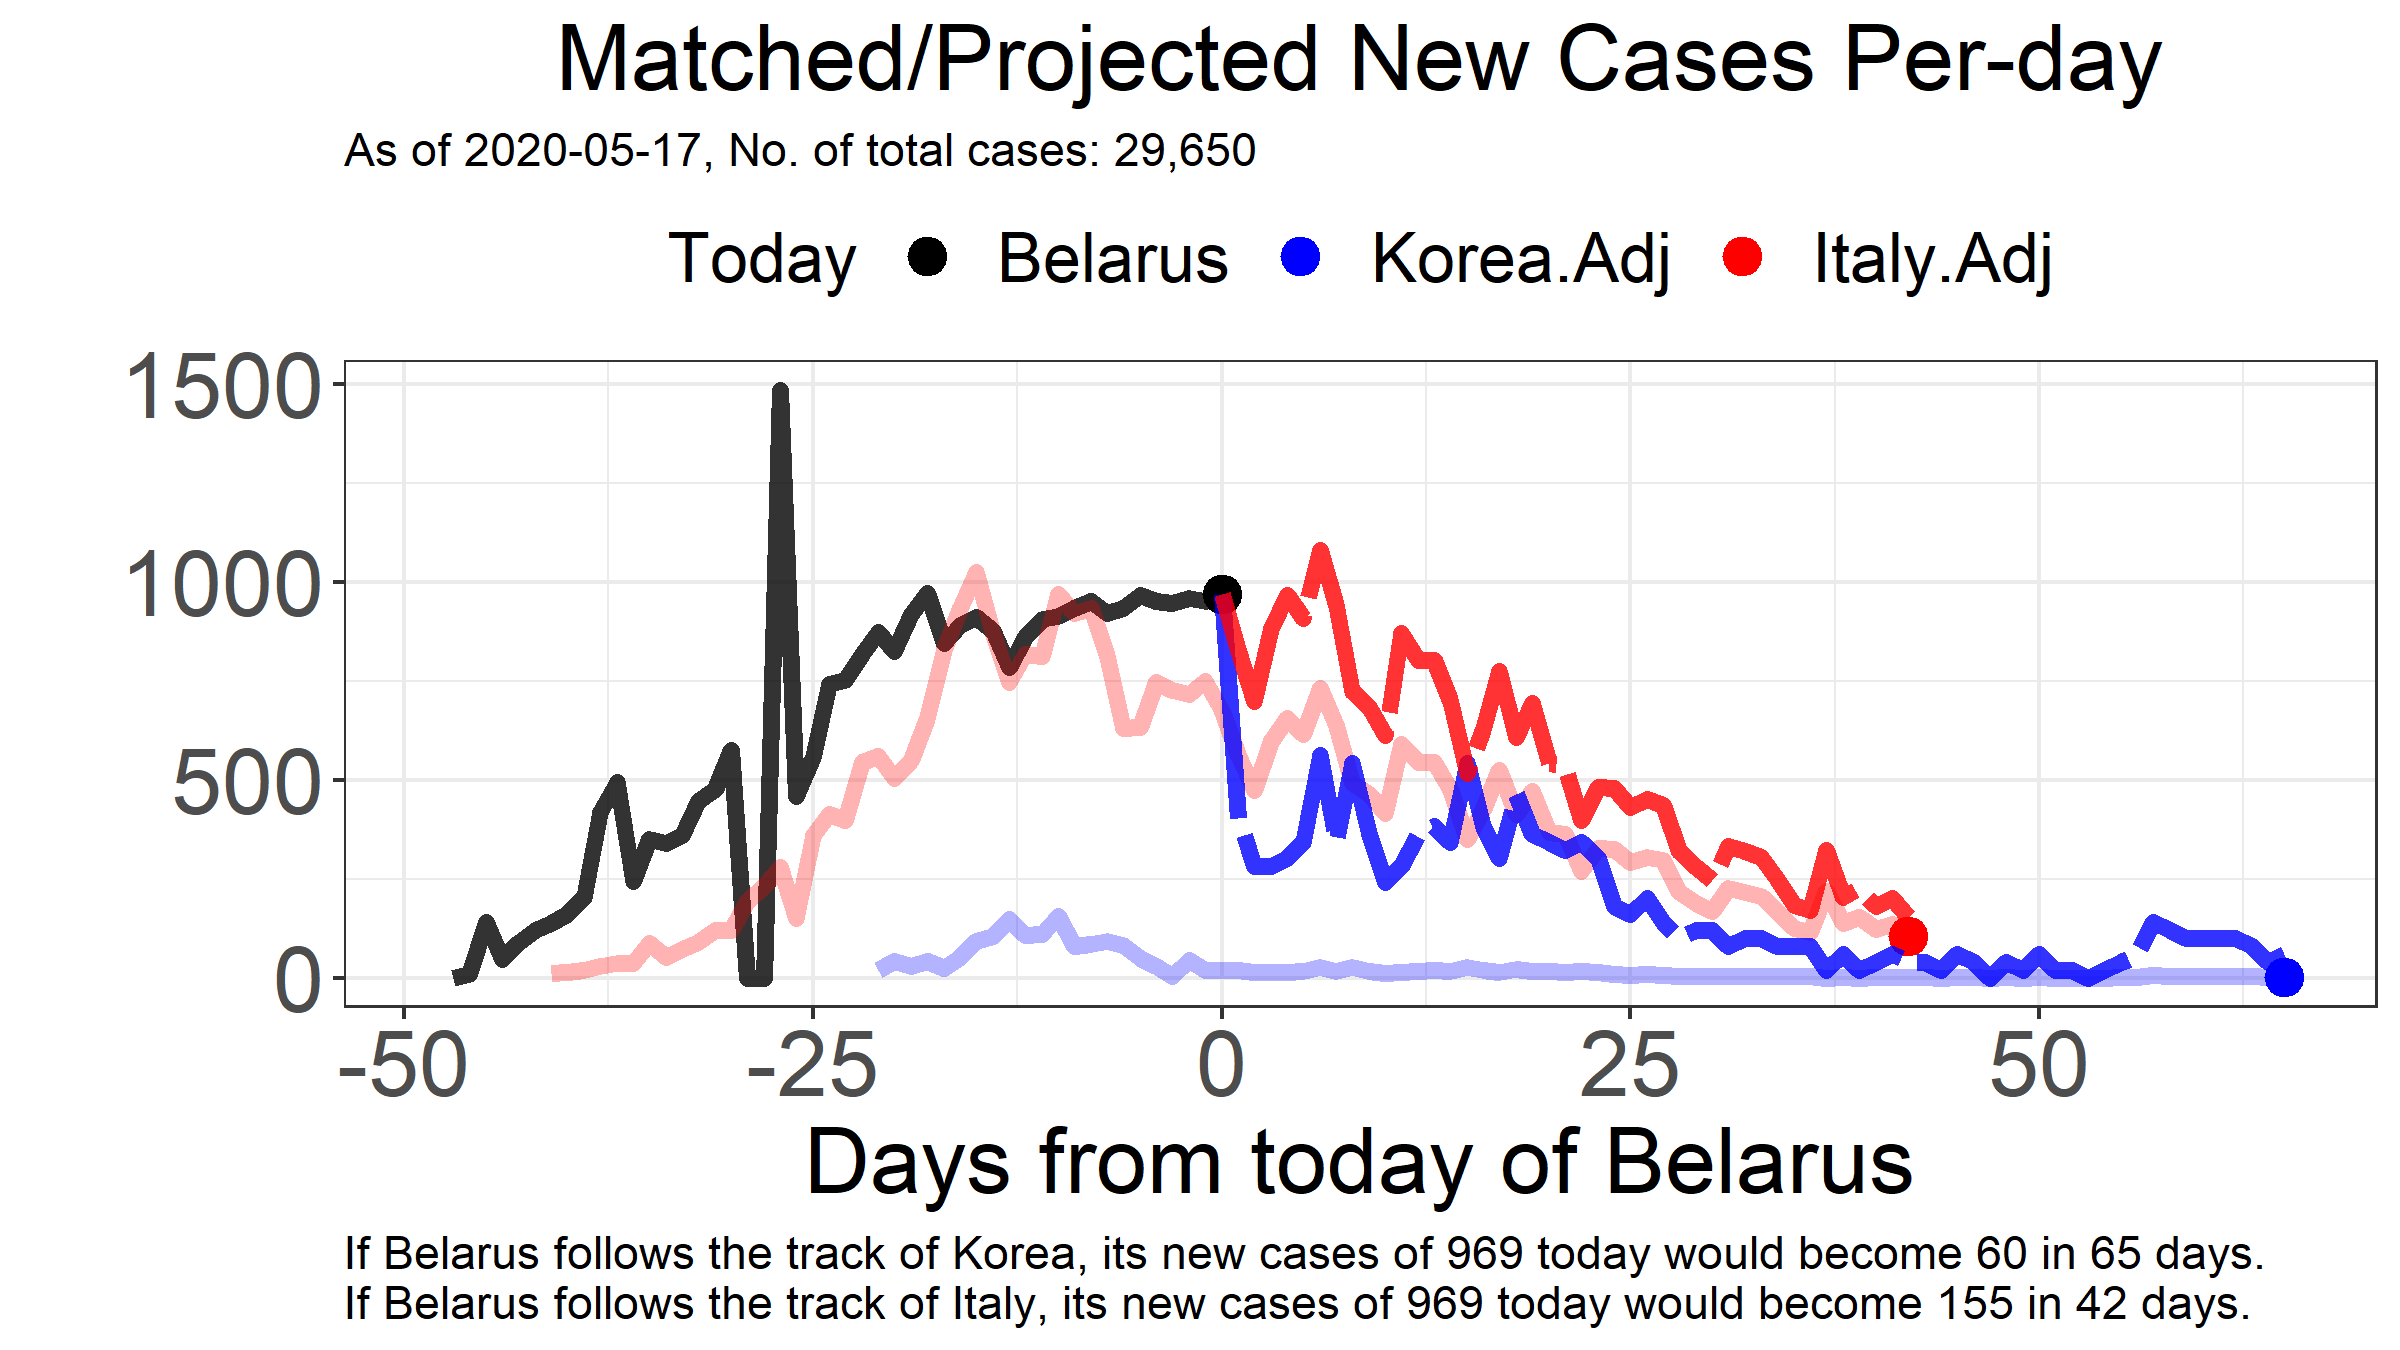 Matched/Projected New Cases Per-day
As of 2020-05-17, No. of total cases: 29,650
Today Belarus Korea.Adj Italy.Adj
1500
1000
500
0
-50 -25 0 25 50
Days from today of Belarus
If Belarus follows the track of Korea, its new cases of 969 today would become 60 in 65 days.
If Belarus follows the track of Italy, its new cases of 969 today would become 155 in 42 days.